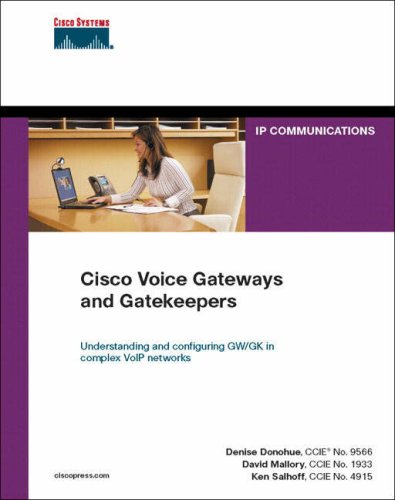 CISCO SYSTEMS
IP COMMUNICATIONS
Cisco Voice Gateways
and Gatekeepers
Understanding and configuring GW/GK in
complex VoIP networks
Denise Donohue, CCIE® No. 9566
David Mallory, CCIE No. 1933
ciscopress.com
Ken Salhoff, CCIE No. 4915